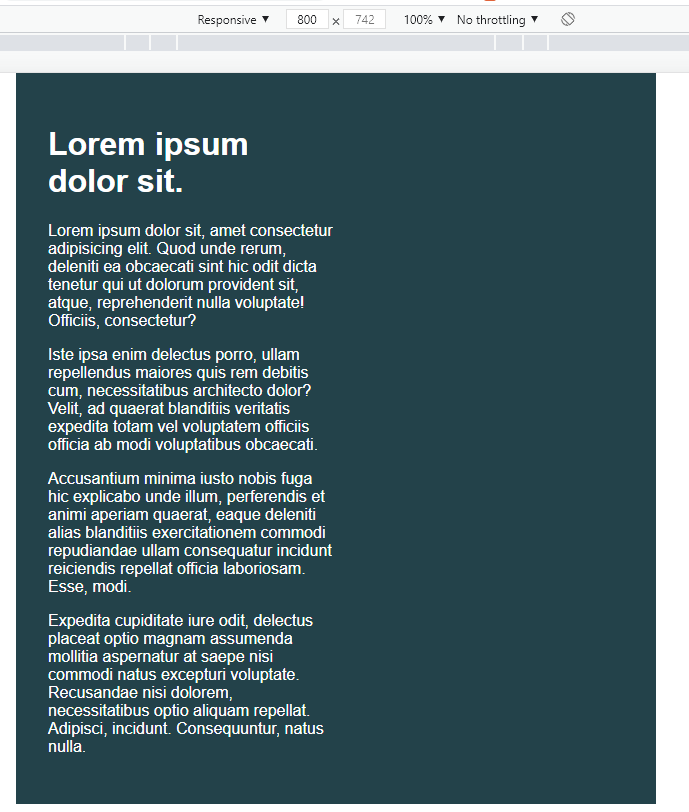 Responsive ▼ 800 × 742 100% ▼ No throttling ▼
Lorem ipsum
dolor sit.
Lorem ipsum dolor sit, amet consectetur
adipisicing elit. Quod unde rerum,
deleniti ea obcaecati sint hic odit dicta
tenetur qui ut dolorum provident sit,
atque, reprehenderit nulla voluptate!
Officiis, consectetur?
Iste ipsa enim delectus porro, ullam
repellendus maiores quis rem debitis
cum, necessitatibus architecto dolor?
Velit, ad quaerat blanditiis veritatis
expedita totam vel voluptatem officiis
officia ab modi voluptatibus obcaecati.
Accusantium minima iusto nobis fuga
hic explicabo unde illum, perferendis et
animi aperiam quaerat, eaque deleniti
alias blanditiis exercitationem commodi
repudiandae ullam consequatur incidunt
reiciendis repellat officia laboriosam.
Esse, modi.
Expedita cupiditate iure odit, delectus
placeat optio magnam assumenda
mollitia aspernatur at saepe nisi
commodi natus excepturi voluptate.
Recusandae nisi dolorem,
necessitatibus optio aliquam repellat.
Adipisci, incidunt. Consequuntur, natus
nulla.